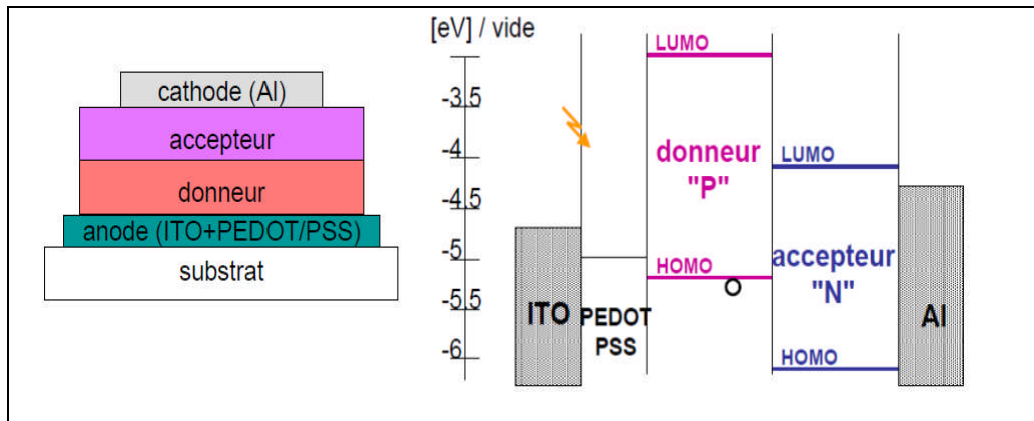 cathode (Al)
accepteur
donneur
anode (ITO+PEDOT/PSS)
substrat
[eV] / vide
-3.5
-4
-4.5
-5
-5.5
-6
ITO
PEDOT
PSS
LUMO
donneur
"P"
HOMO
LUMO
accepteur
"N"
HOMO
Al